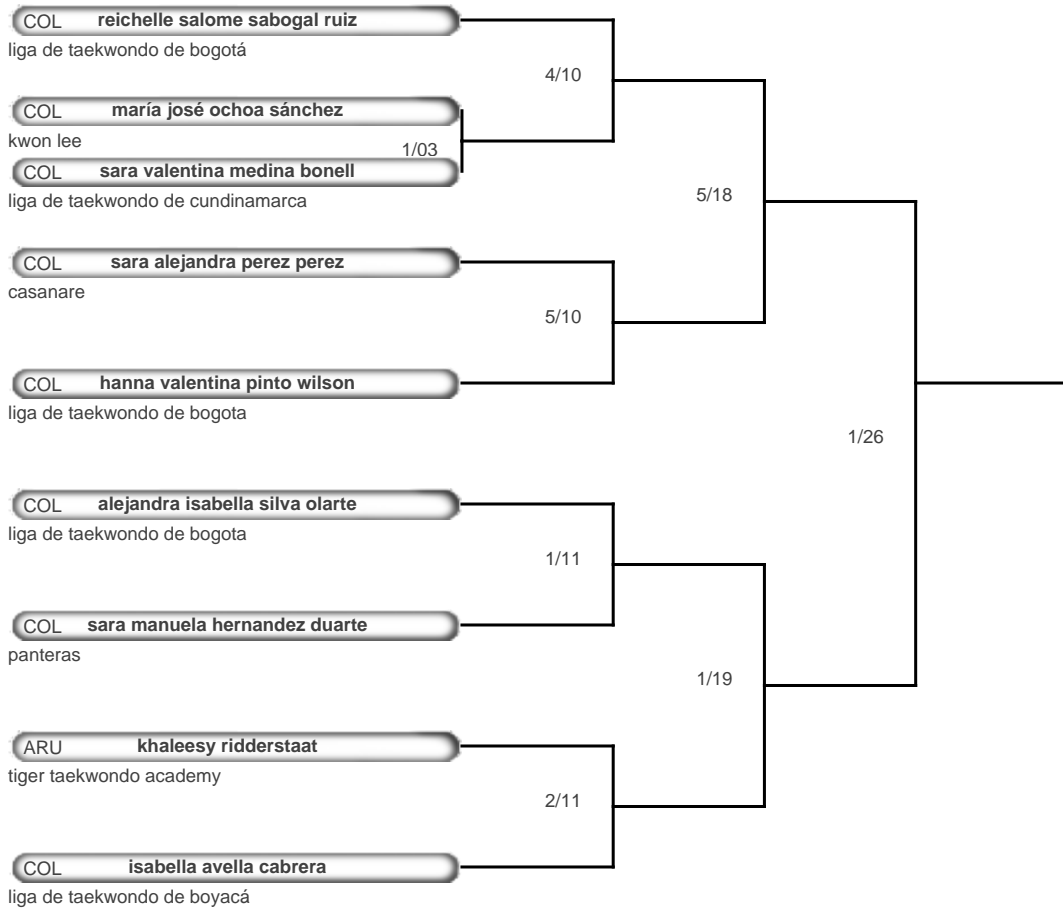 COL reichelle salome sabogal ruiz
liga de taekwondo de bogotá
4/10
COL maría josé ochoa sánchez
kwon lee
1/03
COL sara valentina medina bonell
liga de taekwondo de cundinamarca
5/18
COL sara alejandra perez perez
casanare
5/10
COL hanna valentina pinto wilson
liga de taekwondo de bogota
1/26
COL alejandra isabella silva olarte
liga de taekwondo de bogota
1/11
COL sara manuela hernandez duarte
panteras
1/19
ARU khaleesy ridderstaat
tiger taekwondo academy
2/11
COL isabella avella cabrera
liga de taekwondo de boyacá